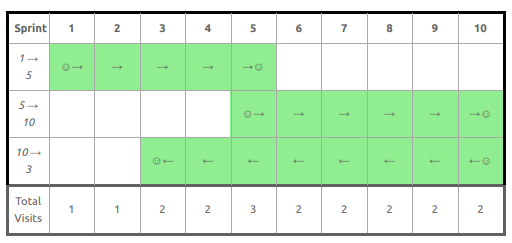 Sprint 1 2 3 4 5 6 7 8 9 10
1 → 5 ☺→ → → → →☺
5 → 10 ☺→ → → → → →☺
10 → 3 ☺← ← ← ← ← ← ← ←☺
Total Visits 1 1 2 2 3 2 2 2 2 2